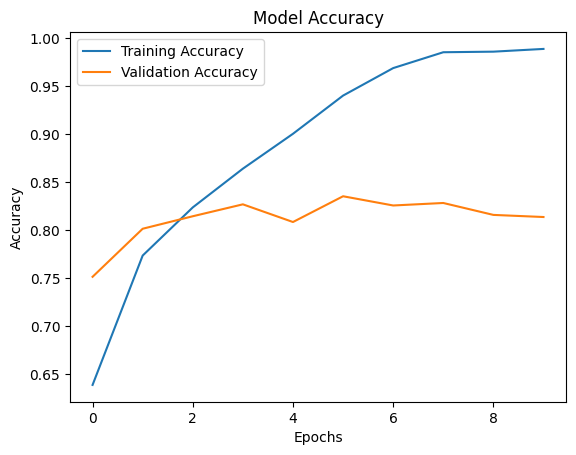 Model Accuracy
Training Accuracy
Validation Accuracy
1.00
0.95
0.90
0.85
0.80
0.75
0.70
0.65
Accuracy
0 2 4 6 8
Epochs